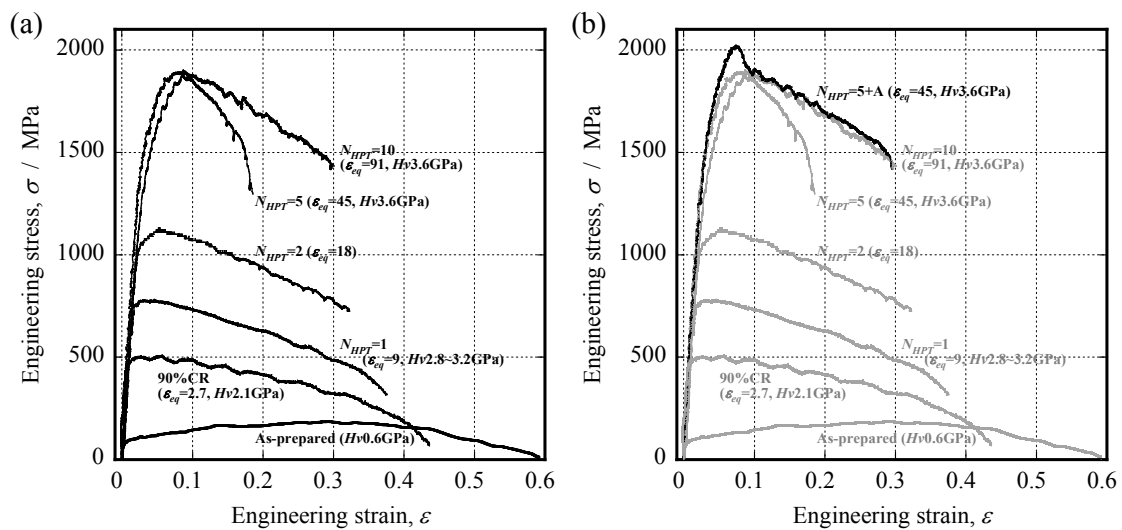 (a)
2000
1500
1000
500
0
Engineering stress, σ / MPa
N_HPT=10
(ε_eq=91, Hv3.6GPa)
N_HPT=5 (ε_eq=45, Hv3.6GPa)
N_HPT=2 (ε_eq=18)
N_HPT=1
(ε_eq=9, Hv2.8~3.2GPa)
90%CR
(ε_eq=2.7, Hv2.1GPa)
As-prepared (Hv0.6GPa)
0 0.1 0.2 0.3 0.4 0.5 0.6
Engineering strain, ε
(b)
2000
1500
1000
500
0
Engineering stress, σ / MPa
N_HPT=5+A (ε_eq=45, Hv3.6GPa)
N_HPT=10
(ε_eq=91, Hv3.6GPa)
N_HPT=5 (ε_eq=45, Hv3.6GPa)
N_HPT=2 (ε_eq=18)
N_HPT=1
(ε_eq=9, Hv2.8~3.2GPa)
90%CR
(ε_eq=2.7, Hv2.1GPa)
As-prepared (Hv0.6GPa)
0 0.1 0.2 0.3 0.4 0.5 0.6
Engineering strain, ε